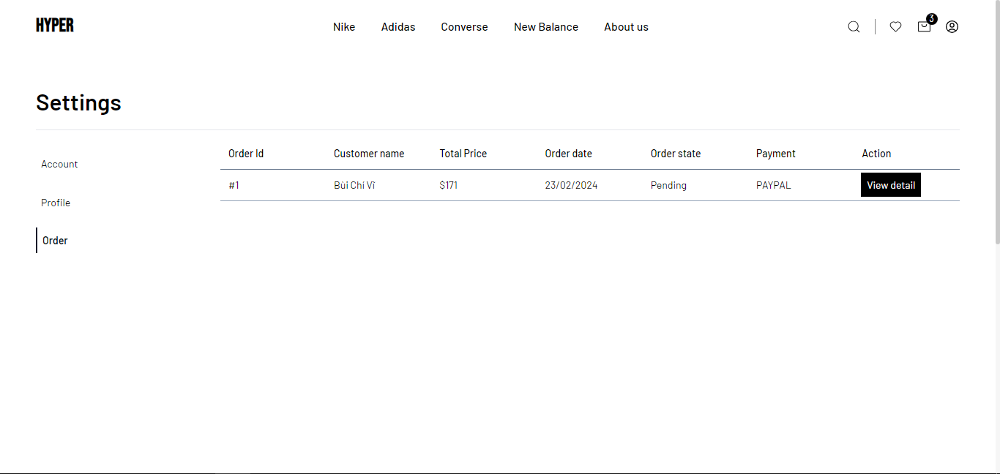 HYPER
Nike Adidas Converse New Balance About us
3
Settings
Account
Profile
Order
Order Id Customer name Total Price Order date Order state Payment Action
#1 Bùi Chí Vĩ $171 23/02/2024 Pending PAYPAL View detail